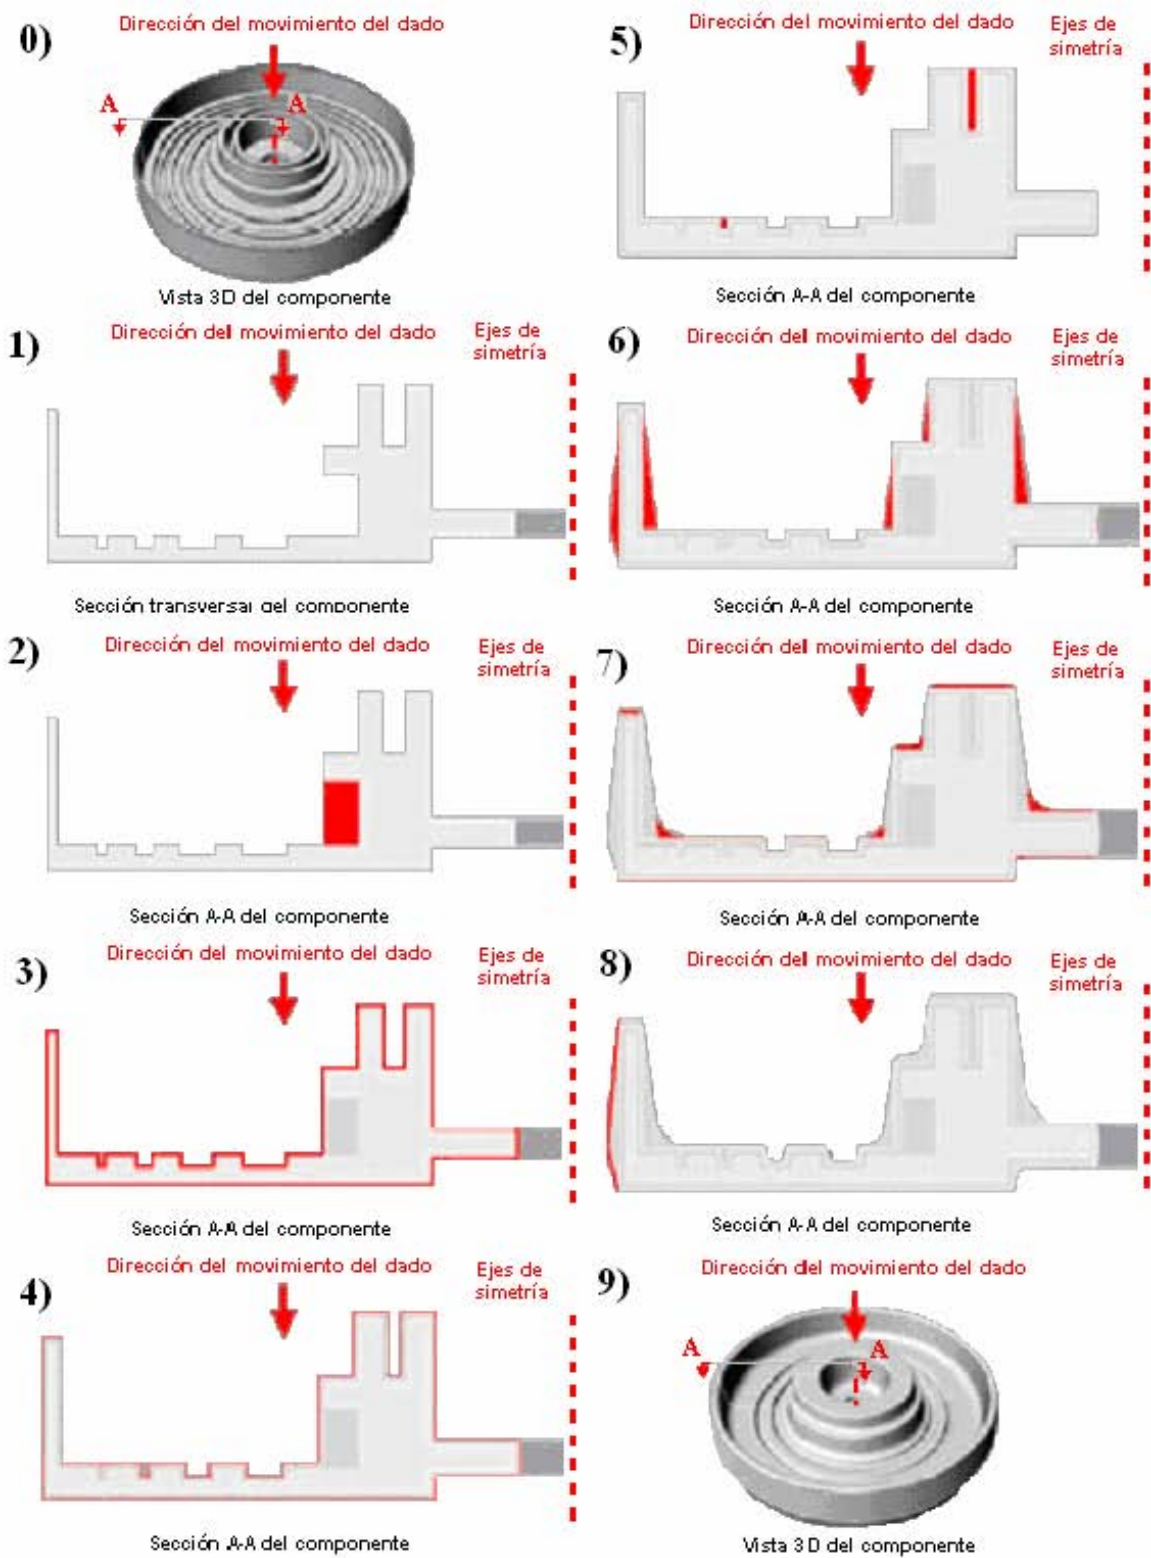 0)
Dirección del movimiento del dado
A
A
Vista 3D del componente
1)
Dirección del movimiento del dado
Ejes de
simetría
Sección transversal del componente
2)
Dirección del movimiento del dado
Ejes de
simetría
Sección A-A del componente
3)
Dirección del movimiento del dado
Ejes de
simetría
Sección A-A del componente
4)
Dirección del movimiento del dado
Ejes de
simetría
Sección A-A del componente
5)
Dirección del movimiento del dado
Ejes de
simetría
Sección A-A del componente
6)
Dirección del movimiento del dado
Ejes de
simetría
Sección A-A del componente
7)
Dirección del movimiento del dado
Ejes de
simetría
Sección A-A del componente
8)
Dirección del movimiento del dado
Ejes de
simetría
Sección A-A del componente
9)
Dirección del movimiento del dado
A
A
Vista 3D del componente